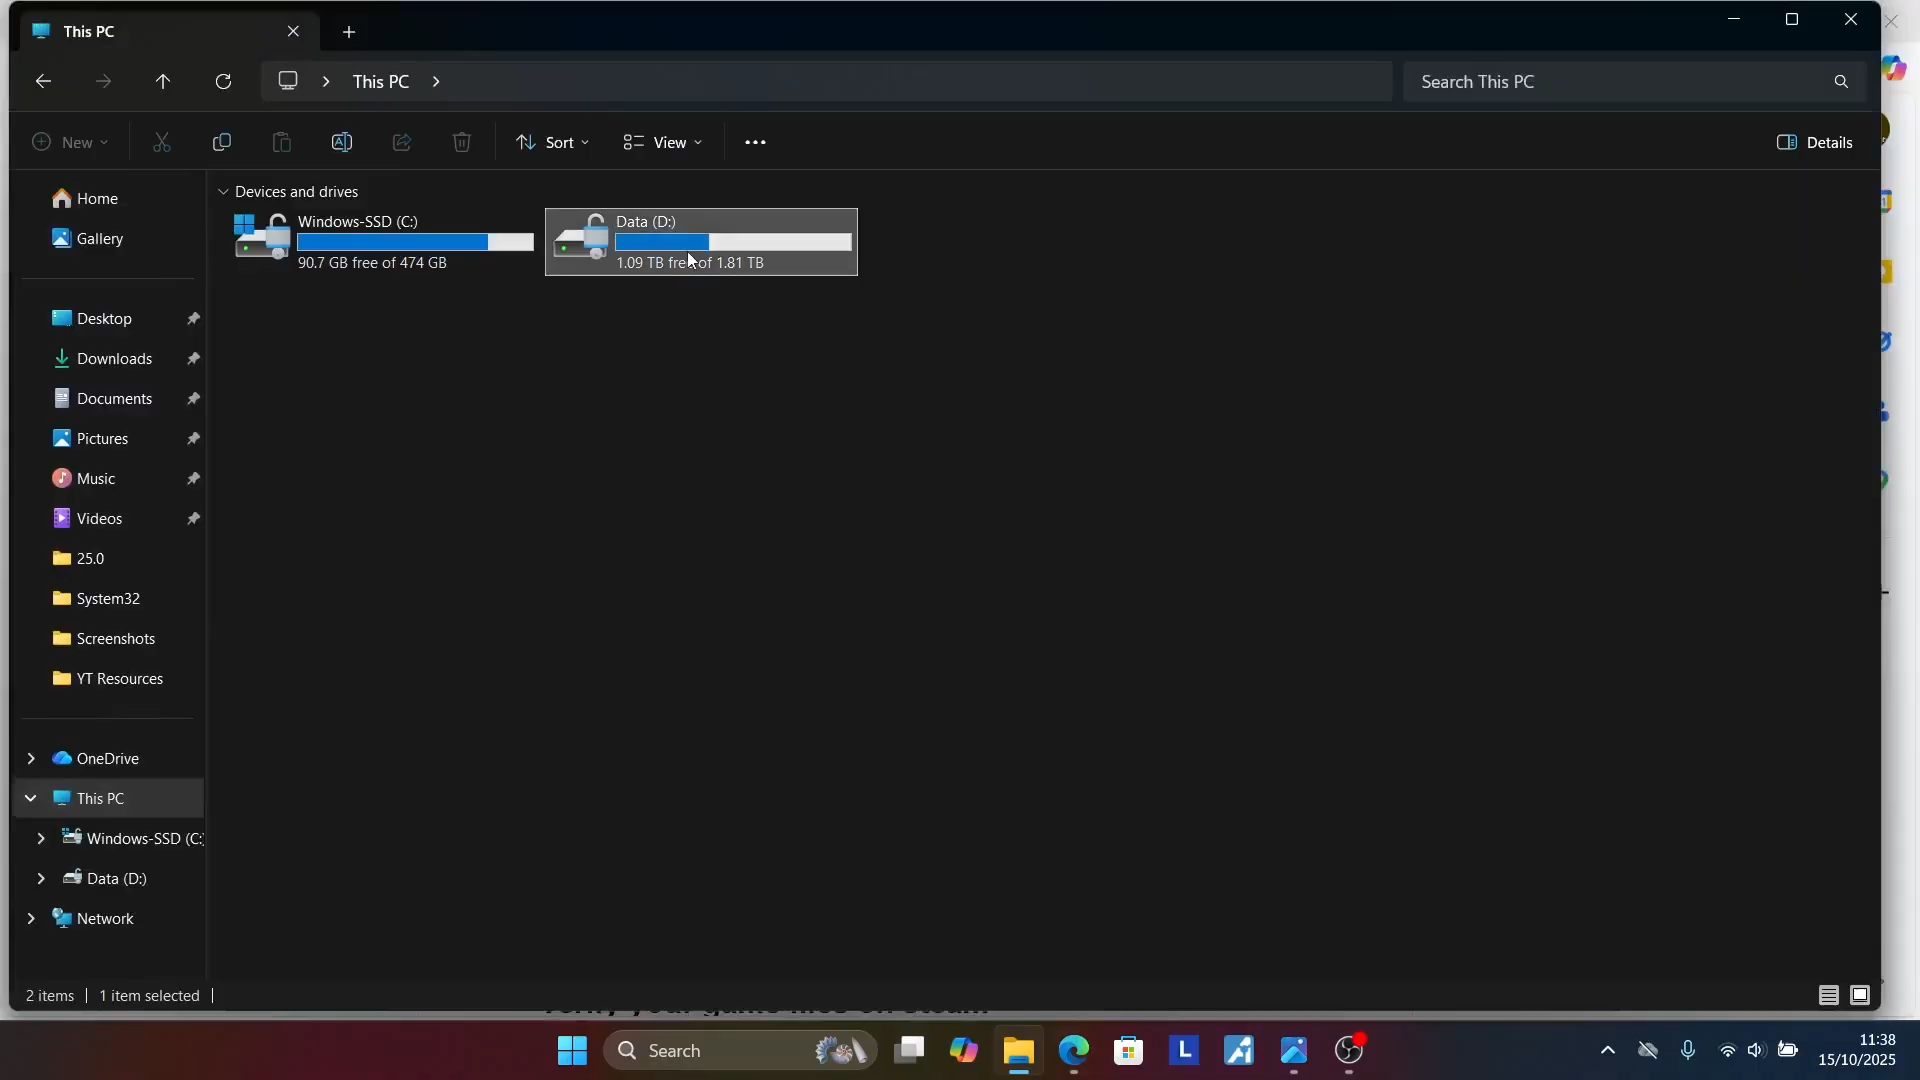 This PC
This PC
Search This PC
New
Sort
View
Details
Home
Gallery
Desktop
Downloads
Documents
Pictures
Music
Videos
25.0
System32
Screenshots
YT Resources
OneDrive
This PC
Windows-SSD (C:)
Data (D:)
Network
Devices and drives
Windows-SSD (C:)
90.7 GB free of 474 GB
Data (D:)
1.09 TB free of 1.81 TB
2 items
1 item selected
Search
L
11:38
15/10/2025